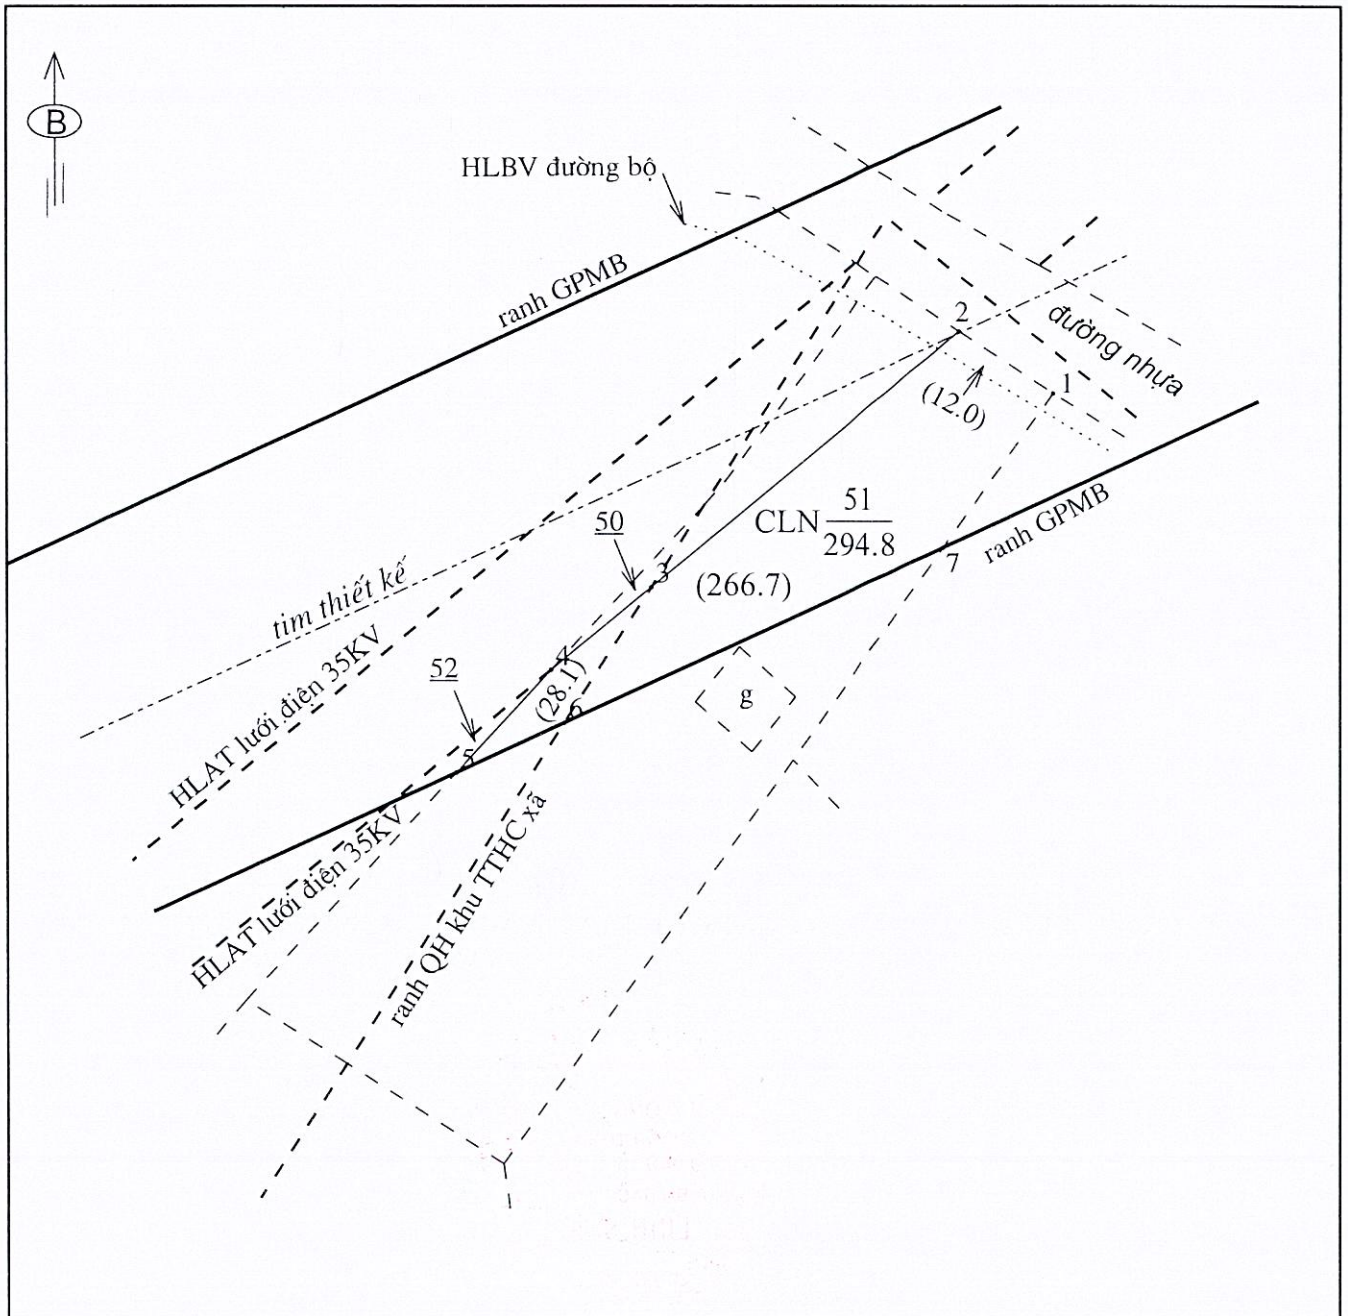 B
HLBV đường bộ
ranh GPMB
2
đường nhựa
1
(12.0)
51
CLN
294.8
50
ranh GPMB
7
3
(266.7)
tim thiết kế
HLAT lưới điện 35KV
52
4
(28.1)
6
g
5
HLAT lưới điện 35KV
ranh QH khu TTHC xã